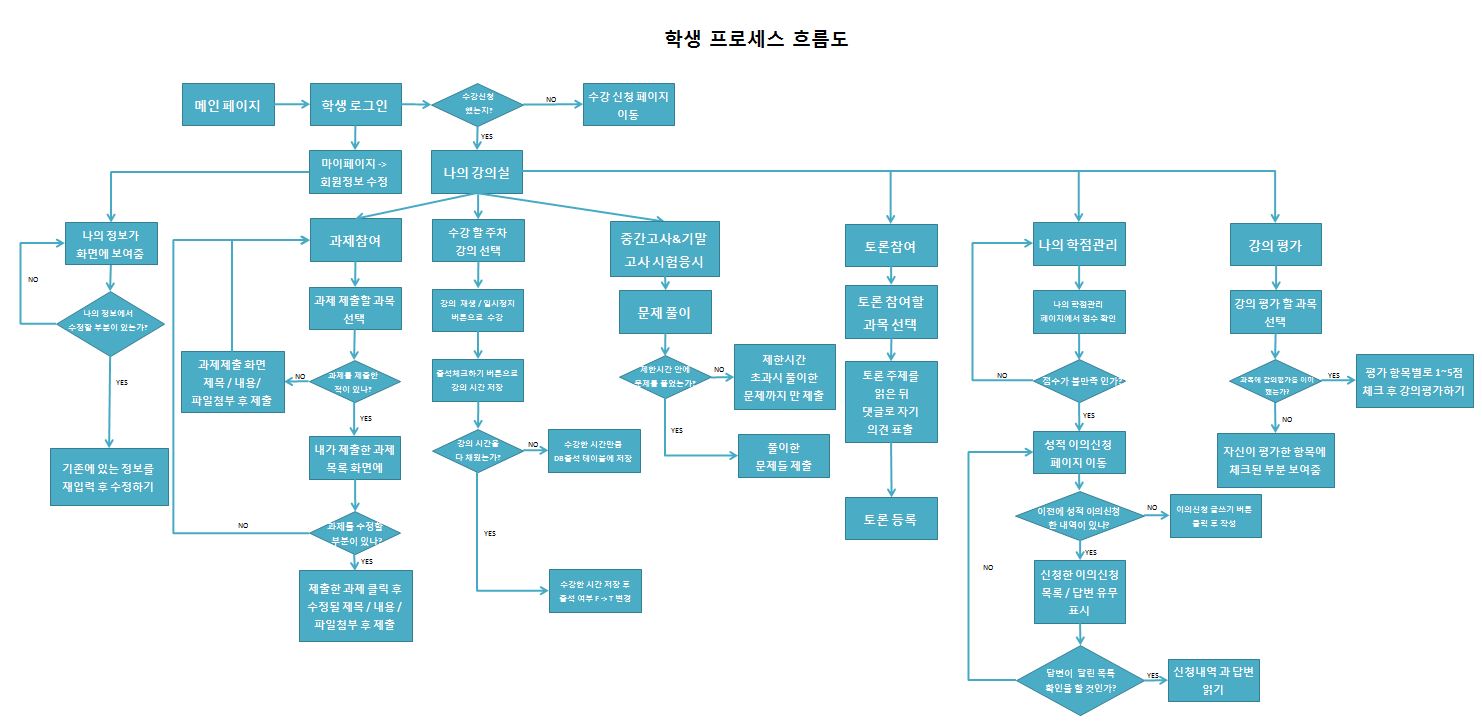 학생 프로세스 흐름도
메인 페이지
학생 로그인
수강신청
했는지?
NO
수강 신청 페이지
이동
YES
마이페이지 ->
회원정보 수정
나의 강의실
나의 정보가
화면에 보여줌
NO
나의 정보에서
수정할 부분이 있는가?
YES
기존에 있는 정보를
재입력 후 수정하기
과제참여
과제 제출할 과목
선택
과제를 제출한
적이 있나?
NO
과제제출 화면
제목 / 내용/
파일첨부 후 제출
YES
내가 제출한 과제
목록 화면에
과제를 수정할
부분이 있나?
NO
YES
제출한 과제 클릭 후
수정될 제목 / 내용 /
파일첨부 후 제출
수강 할 주차
강의 선택
강의 재생 / 일시정지
버튼으로 수강
출석체크하기 버튼으로
강의 시간 저장
강의 시간을
다 채웠는가?
NO
수강한 시간만큼
DB출석 테이블에 저장
YES
수강한 시간 저장 후
출석 여부 F -> T 변경
중간고사&기말
고사 시험응시
문제 풀이
제한시간 안에
문제를 풀었는가?
NO
제한시간
초과시 풀이한
문제까지 만 제출
YES
풀이한
문제들 제출
토론참여
토론 참여할
과목 선택
토론 주제를
읽은 뒤
댓글로 자기
의견 표출
토론 등록
나의 학점관리
나의 학점관리
페이지에서 점수 확인
점수가 불만족 인가?
NO
YES
성적 이의신청
페이지 이동
이전에 성적 이의신청
한 내역이 있나?
NO
이의신청 글쓰기 버튼
클릭 후 작성
YES
신청한 이의신청
목록 / 답변 유무
표시
NO
답변이 달린 목록
확인을 할 것인가?
YES
신청내역 과 답변
읽기
강의 평가
강의 평가 할 과목
선택
과목에 강의평가를 이미
했는가?
YES
평가 항목별로 1~5점
체크 후 강의평가하기
NO
자신이 평가한 항목에
체크된 부분 보여줌